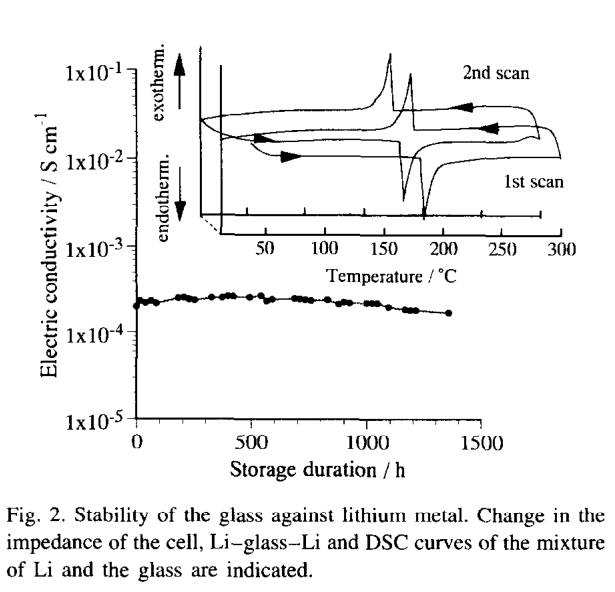 1x10-1
1x10-2
1x10-3
1x10-4
1x10-5
Electric conductivity / S cm-1
exotherm.
endotherm.
2nd scan
1st scan
50 100 150 200 250 300
Temperature / °C
0 500 1000 1500
Storage duration / h
Fig. 2. Stability of the glass against lithium metal. Change in the
impedance of the cell, Li–glass–Li and DSC curves of the mixture
of Li and the glass are indicated.